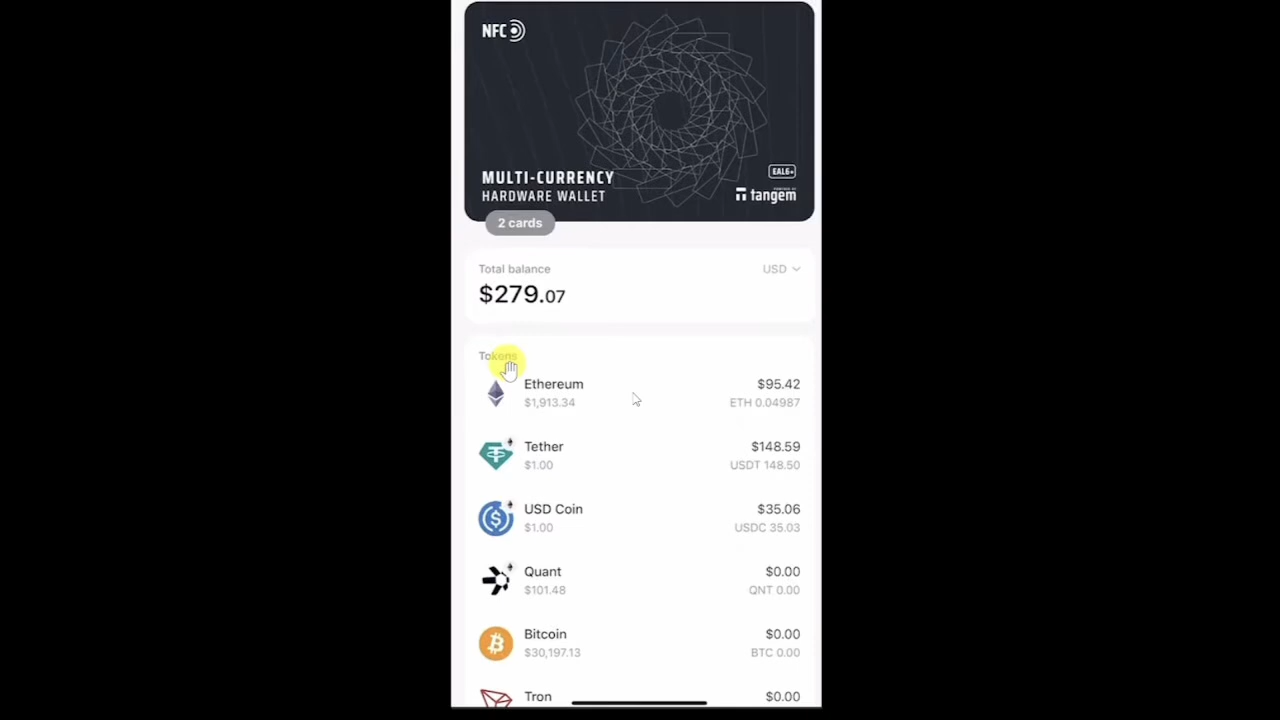 NFC
MULTI-CURRENCY
HARDWARE WALLET
EAL6+
POWERED BY
tangem
2 cards
Total balance
USD
$279.07
Tokens
Ethereum
$95.42
$1,913.34
ETH 0.04987
Tether
$148.59
$1.00
USDT 148.50
USD Coin
$35.06
$1.00
USDC 35.03
Quant
$0.00
$101.48
QNT 0.00
Bitcoin
$0.00
$30,197.13
BTC 0.00
Tron
$0.00